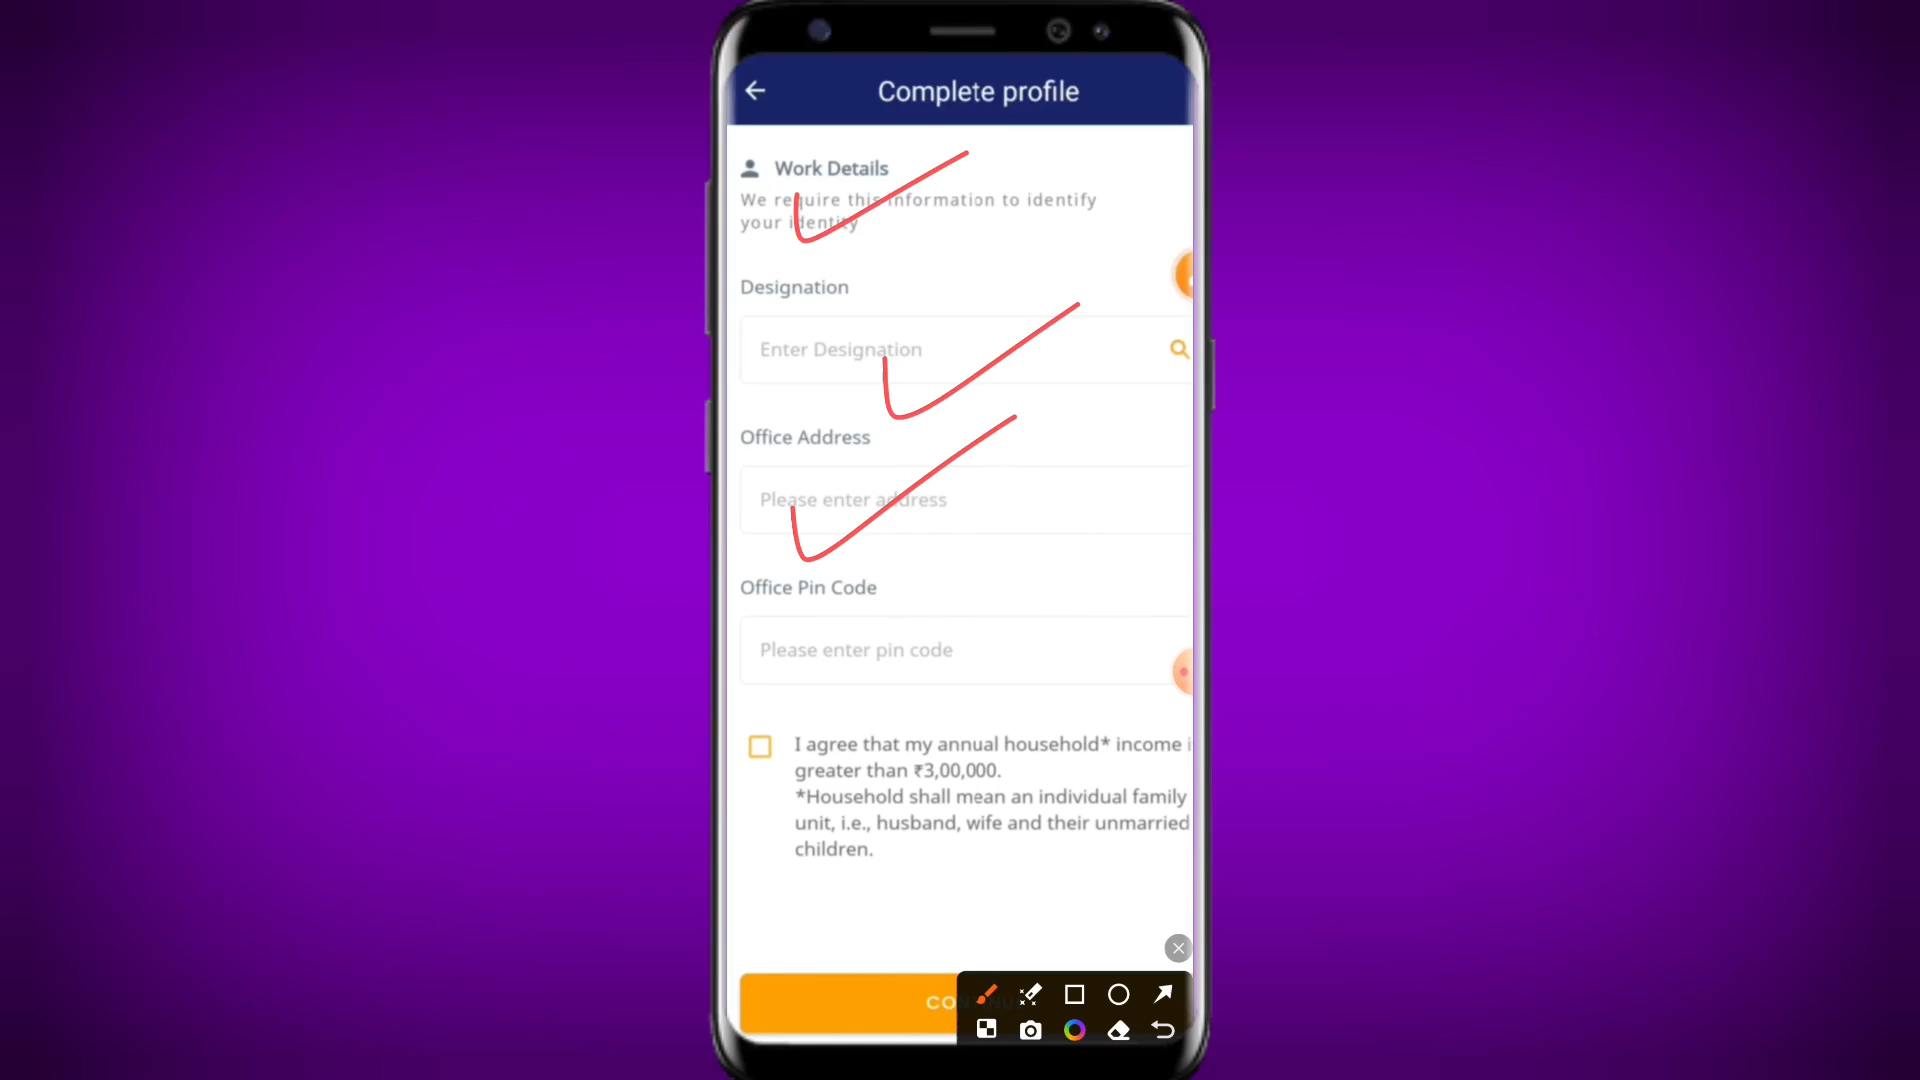 Complete profile
Work Details
We require this information to identify
your identity
Designation
Enter Designation
Office Address
Please enter address
Office Pin Code
Please enter pin code
I agree that my annual household* income i
greater than ₹3,00,000.
*Household shall mean an individual family
unit, i.e., husband, wife and their unmarried
children.